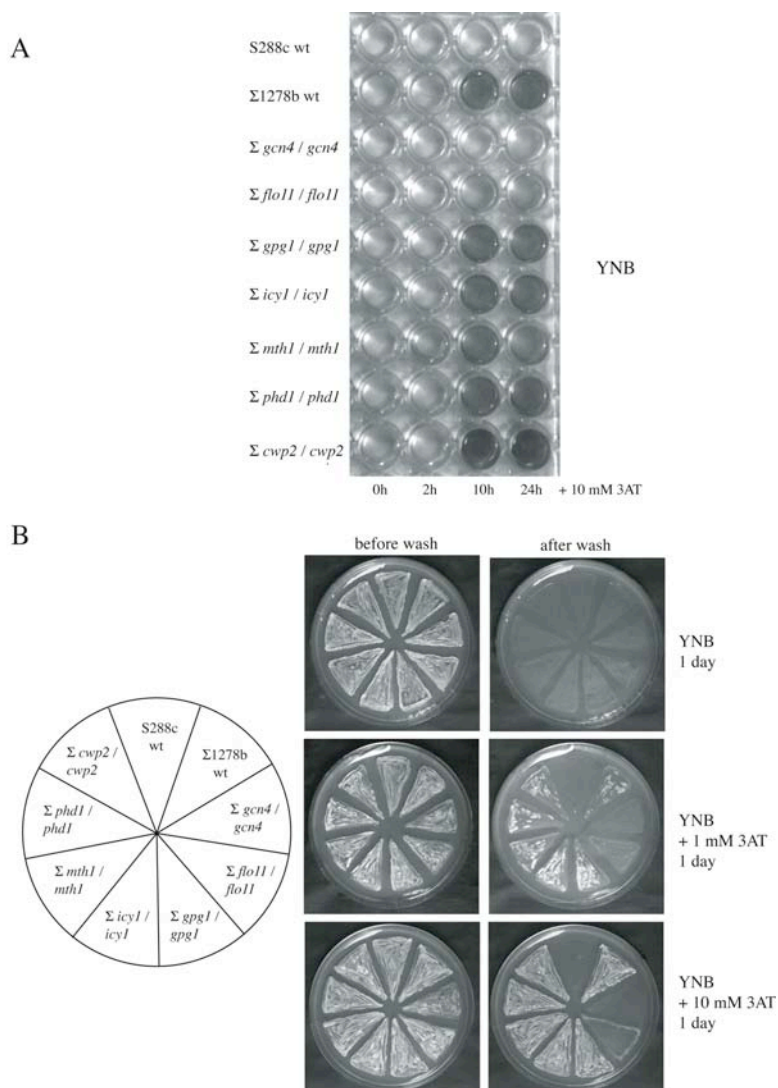 A
S288c wt
Σ1278b wt
Σ gcn4 / gcn4
Σ flo11 / flo11
Σ gpg1 / gpg1
Σ icy1 / icy1
Σ mth1 / mth1
Σ phd1 / phd1
Σ cwp2 / cwp2
YNB
0h 2h 10h 24h + 10 mM 3AT
B
before wash after wash
YNB
1 day
YNB
+ 1 mM 3AT
1 day
YNB
+ 10 mM 3AT
1 day
S288c
wt
Σ1278b
wt
Σ gcn4 /
gcn4
Σ flo11 /
flo11
Σ gpg1 /
gpg1
Σ icy1 /
icy1
Σ mth1 /
mth1
Σ phd1 /
phd1
Σ cwp2 /
cwp2